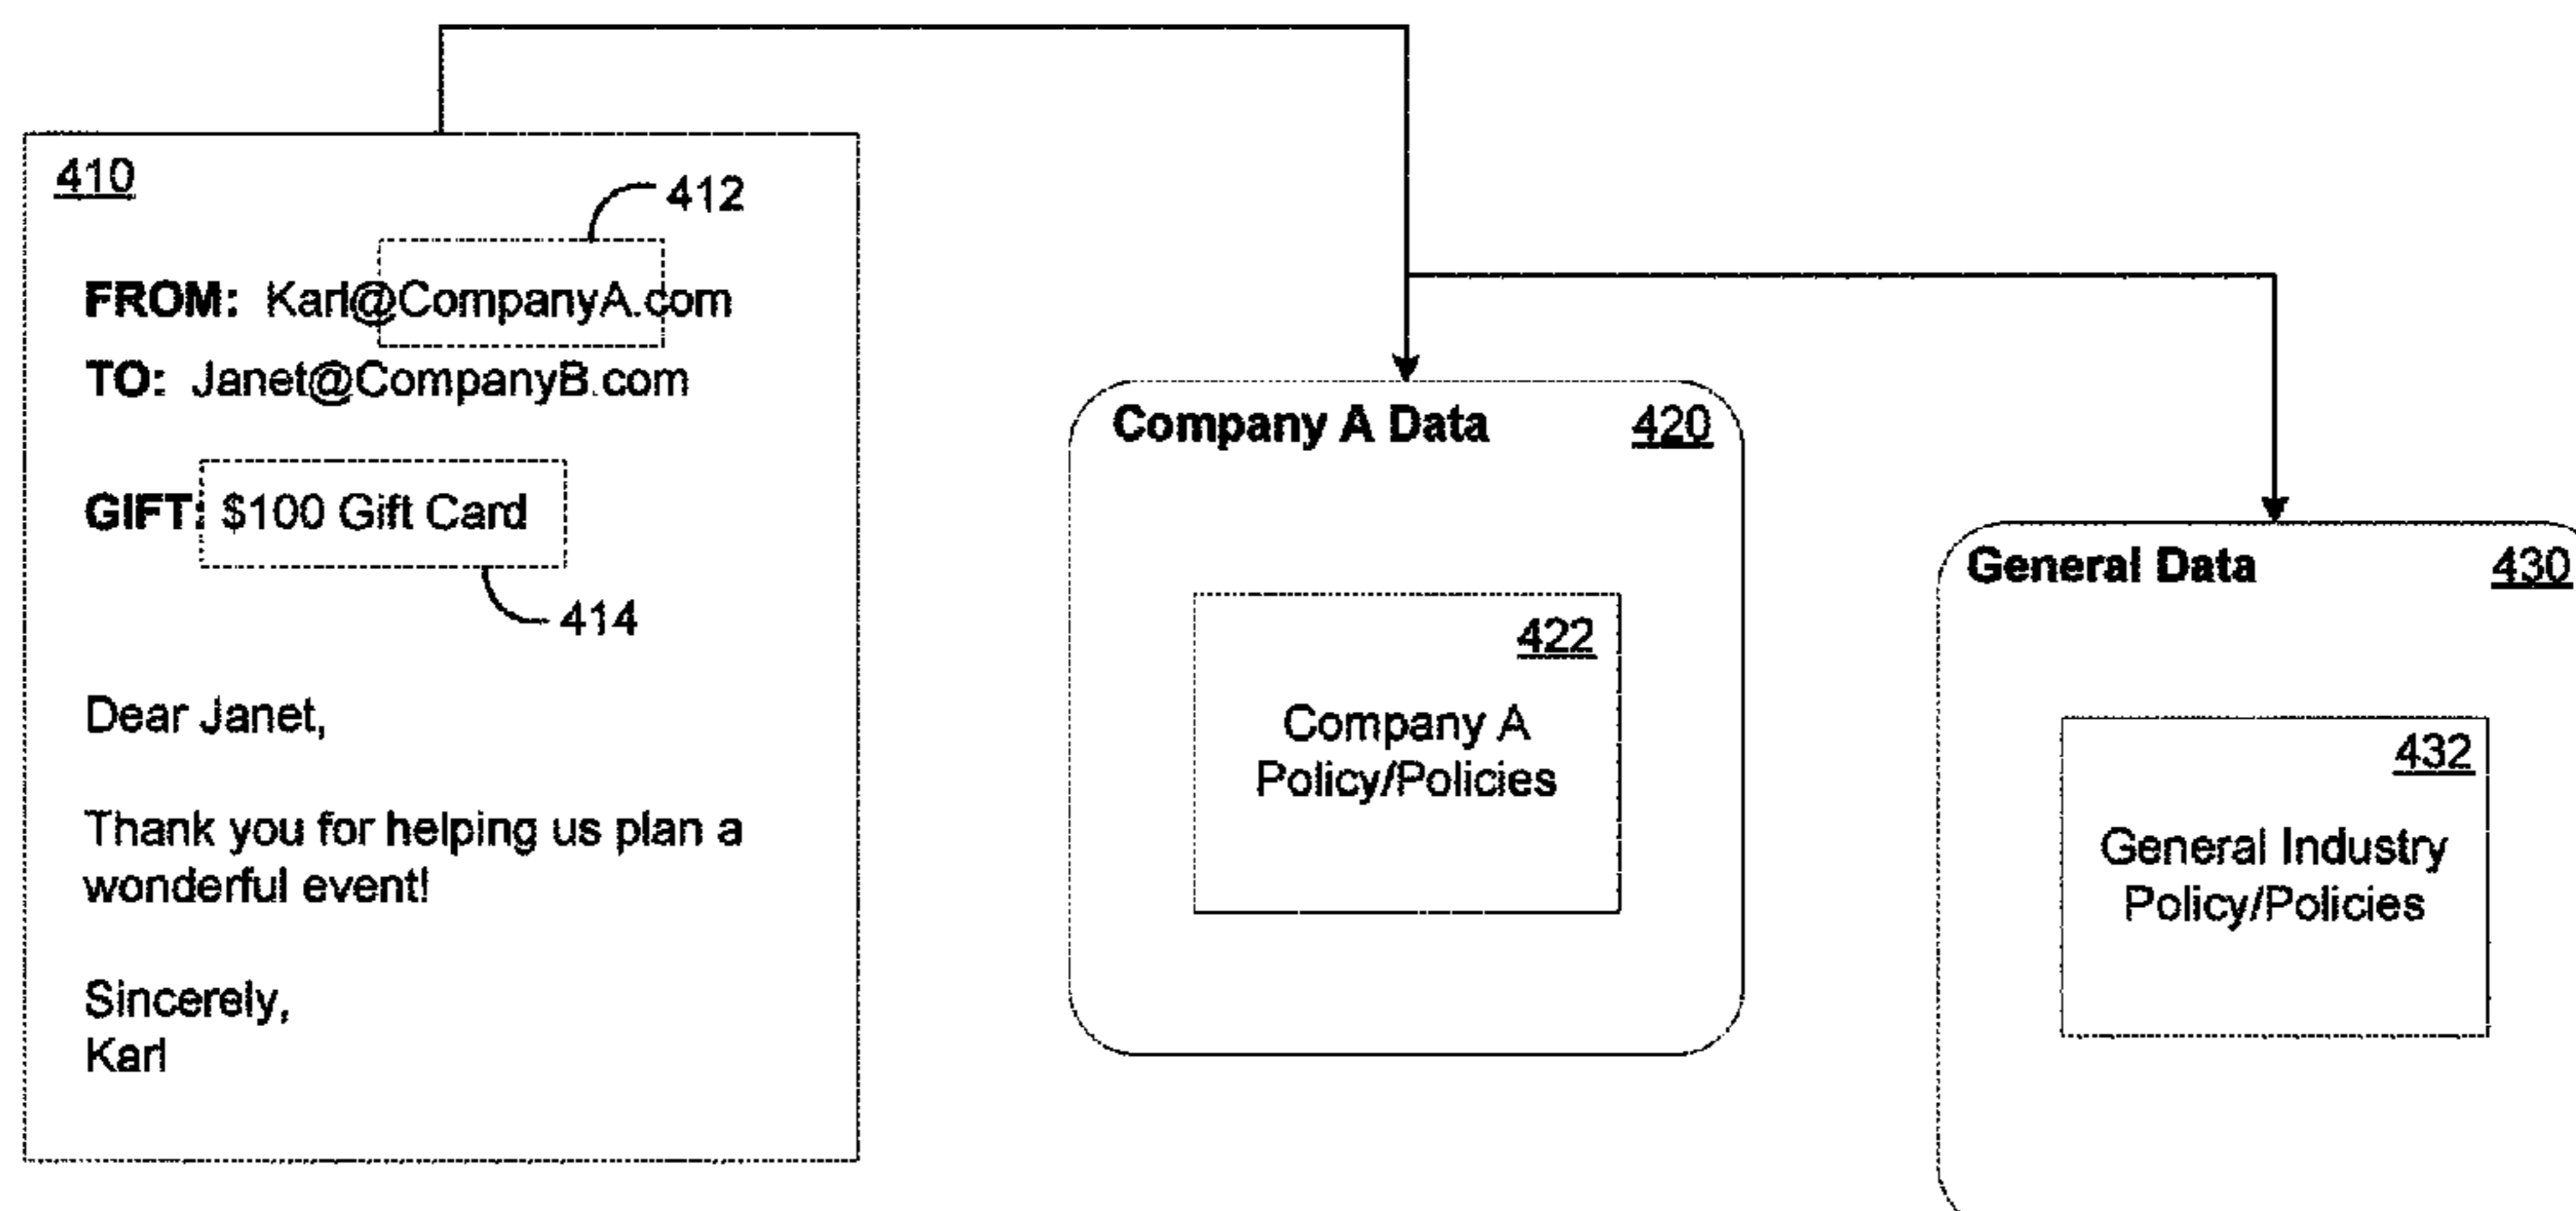 410
412
FROM: Karl@CompanyA.com
TO: Janet@CompanyB.com
GIFT: $100 Gift Card
414
Dear Janet,
Thank you for helping us plan a
wonderful event!
Sincerely,
Karl
Company A Data 420
422
Company A
Policy/Policies
General Data 430
432
General Industry
Policy/Policies